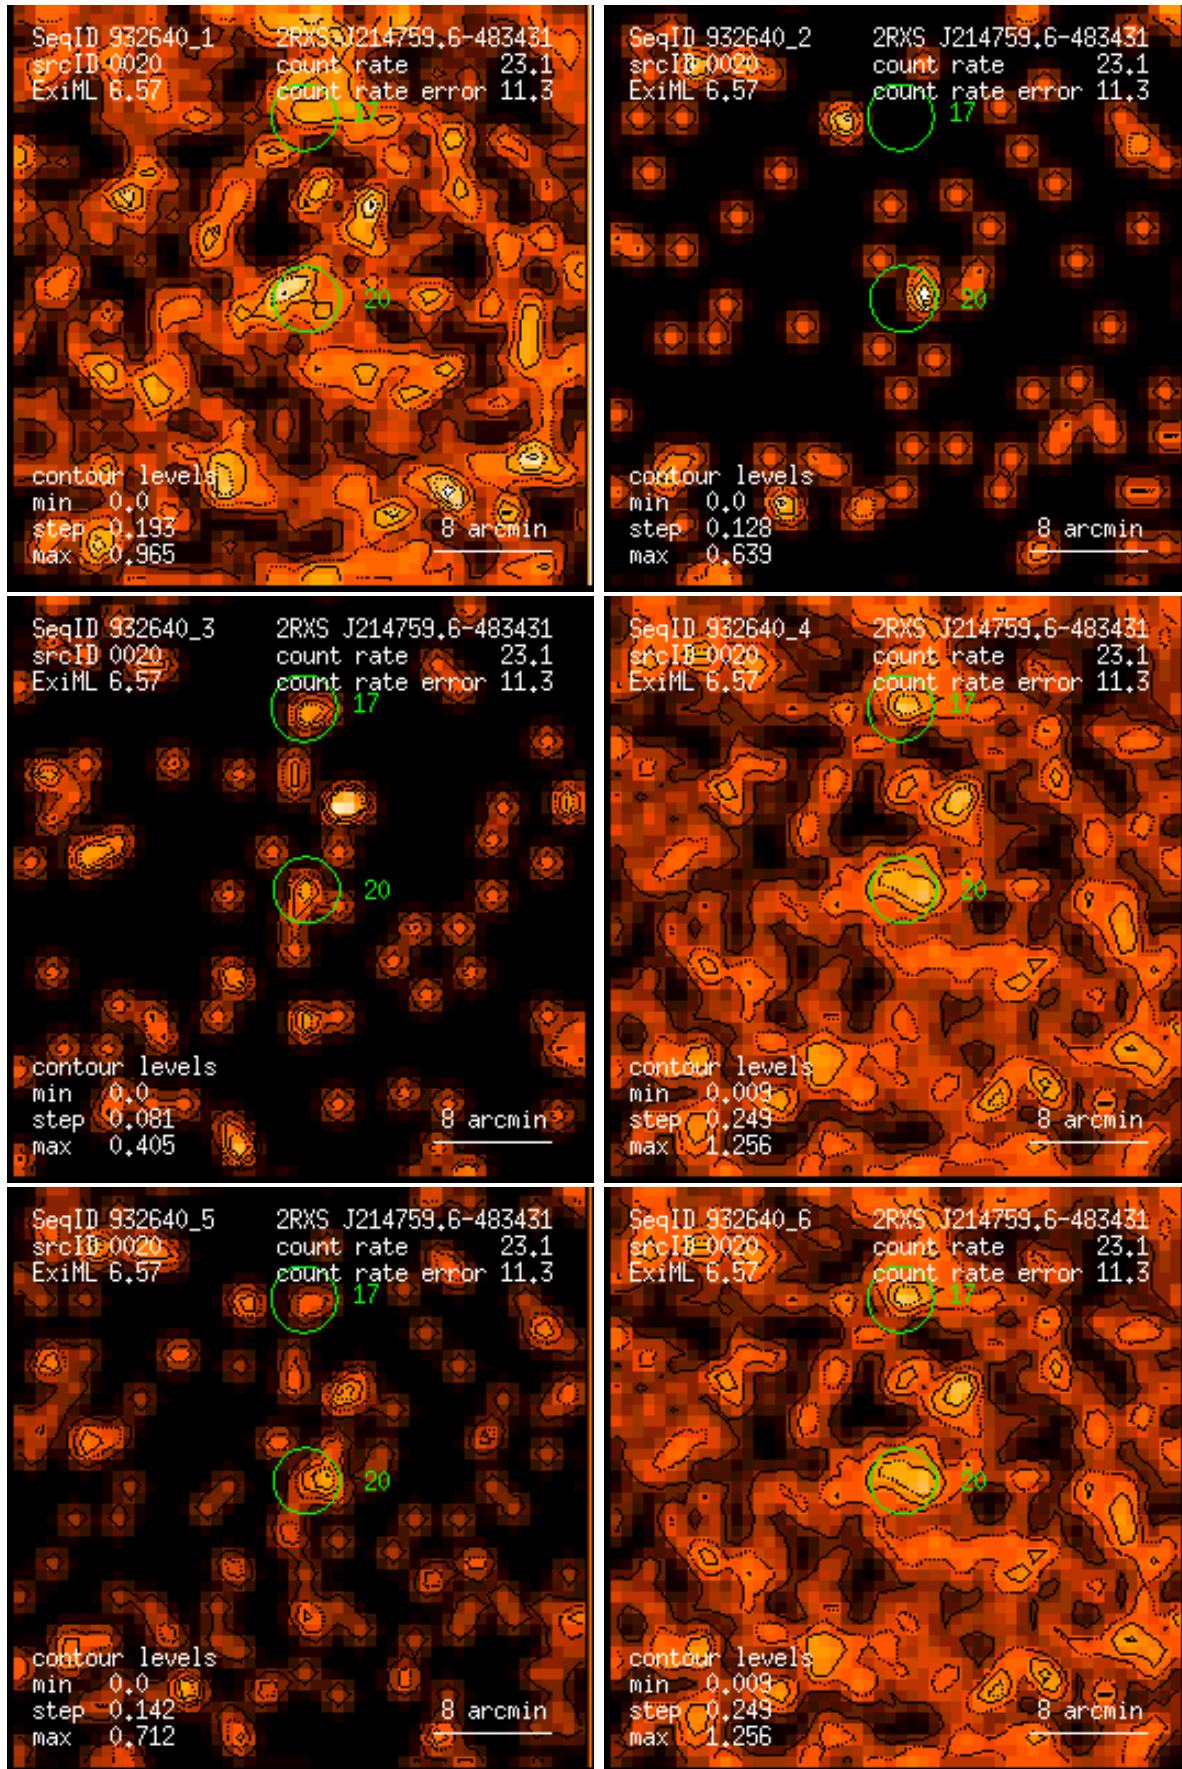 SeqID 932640_1 2RXS J214759.6-483431
srcID 0020 count rate 23.1
ExiML 6.57 count rate error 11.3
17
20
contour levels
min 0.0
step 0.193 8 arcmin
max 0.965
SeqID 932640_2 2RXS J214759.6-483431
srcID 0020 count rate 23.1
ExiML 6.57 count rate error 11.3
17
20
contour levels
min 0.0
step 0.128 8 arcmin
max 0.639
SeqID 932640_3 2RXS J214759.6-483431
srcID 0020 count rate 23.1
ExiML 6.57 count rate error 11.3
17
20
contour levels
min 0.0
step 0.081 8 arcmin
max 0.405
SeqID 932640_4 2RXS J214759.6-483431
srcID 0020 count rate 23.1
ExiML 6.57 count rate error 11.3
17
20
contour levels
min 0.009
step 0.249 8 arcmin
max 1.256
SeqID 932640_5 2RXS J214759.6-483431
srcID 0020 count rate 23.1
ExiML 6.57 count rate error 11.3
17
20
contour levels
min 0.0
step 0.142 8 arcmin
max 0.712
SeqID 932640_6 2RXS J214759.6-483431
srcID 0020 count rate 23.1
ExiML 6.57 count rate error 11.3
17
20
contour levels
min 0.009
step 0.249 8 arcmin
max 1.256